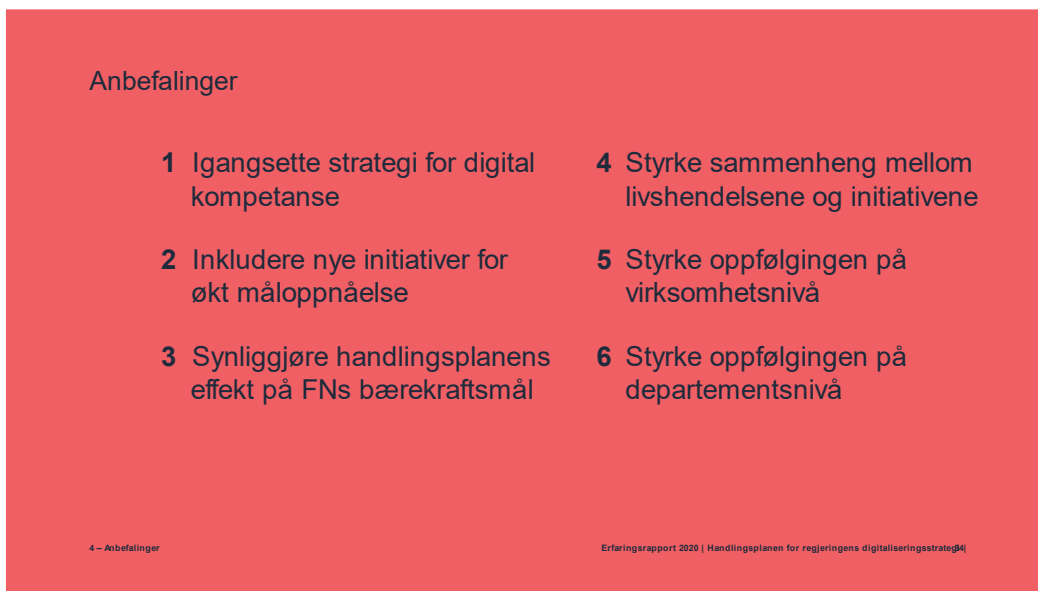 Anbefalinger
1 Igangsette strategi for digital
kompetanse
2 Inkludere nye initiativer for
økt måloppnåelse
3 Synliggjøre handlingsplanens
effekt på FNs bærekraftsmål
4 Styrke sammenheng mellom
livshendelsene og initiativene
5 Styrke oppfølgingen på
virksomhetsnivå
6 Styrke oppfølgingen på
departementsnivå
4 – Anbefalinger
Erfaringsrapport 2020 | Handlingsplanen for regjeringens